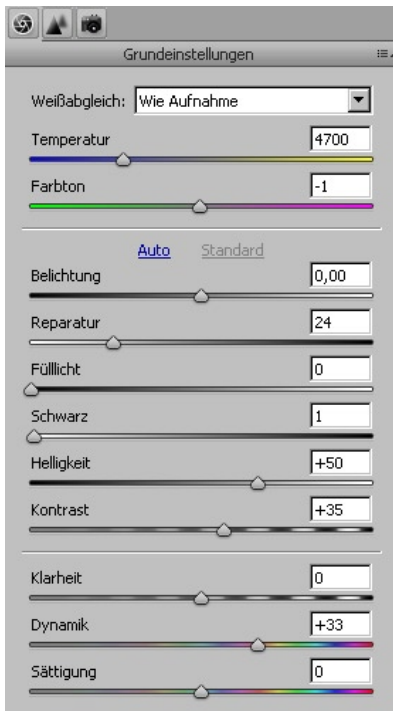 Grundeinstellungen
Weißabgleich: Wie Aufnahme
Temperatur 4700
Farbton -1
Auto Standard
Belichtung 0,00
Reparatur 24
Fülllicht 0
Schwarz 1
Helligkeit +50
Kontrast +35
Klarheit 0
Dynamik +33
Sättigung 0